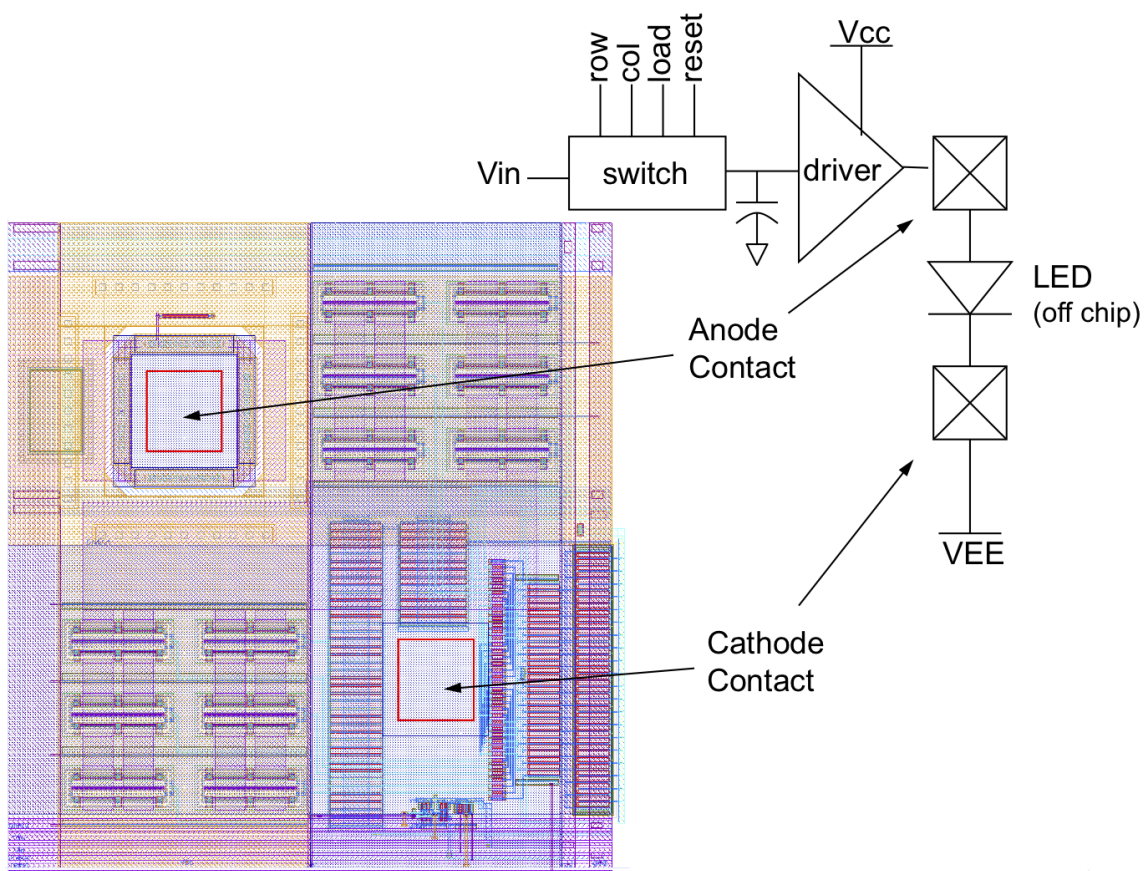 row
col
load
reset
Vcc
Vin
switch
driver
LED
(off chip)
Anode
Contact
VEE
Cathode
Contact